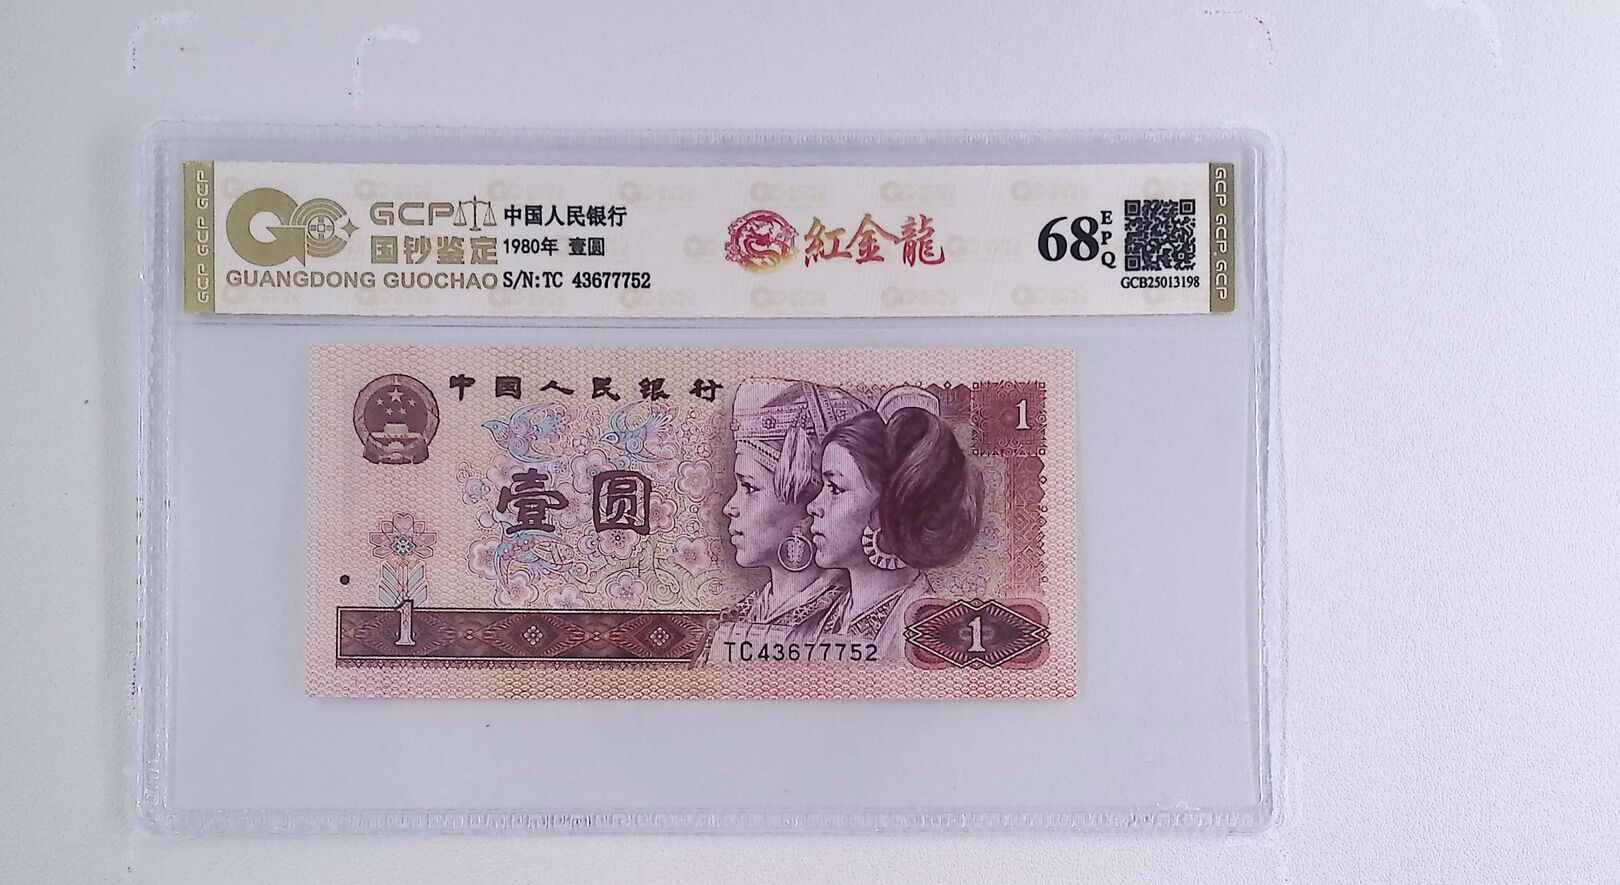 GCP GCP GCP
GCP
国钞鉴定
GUANGDONG GUOCHAO
中国人民银行
1980年 壹圆
S/N:TC 43677752
紅金龍
68 EPQ
GCB25013198
GCP GCP GCP
中国人民银行
1
壹圆
1
TC43677752
1